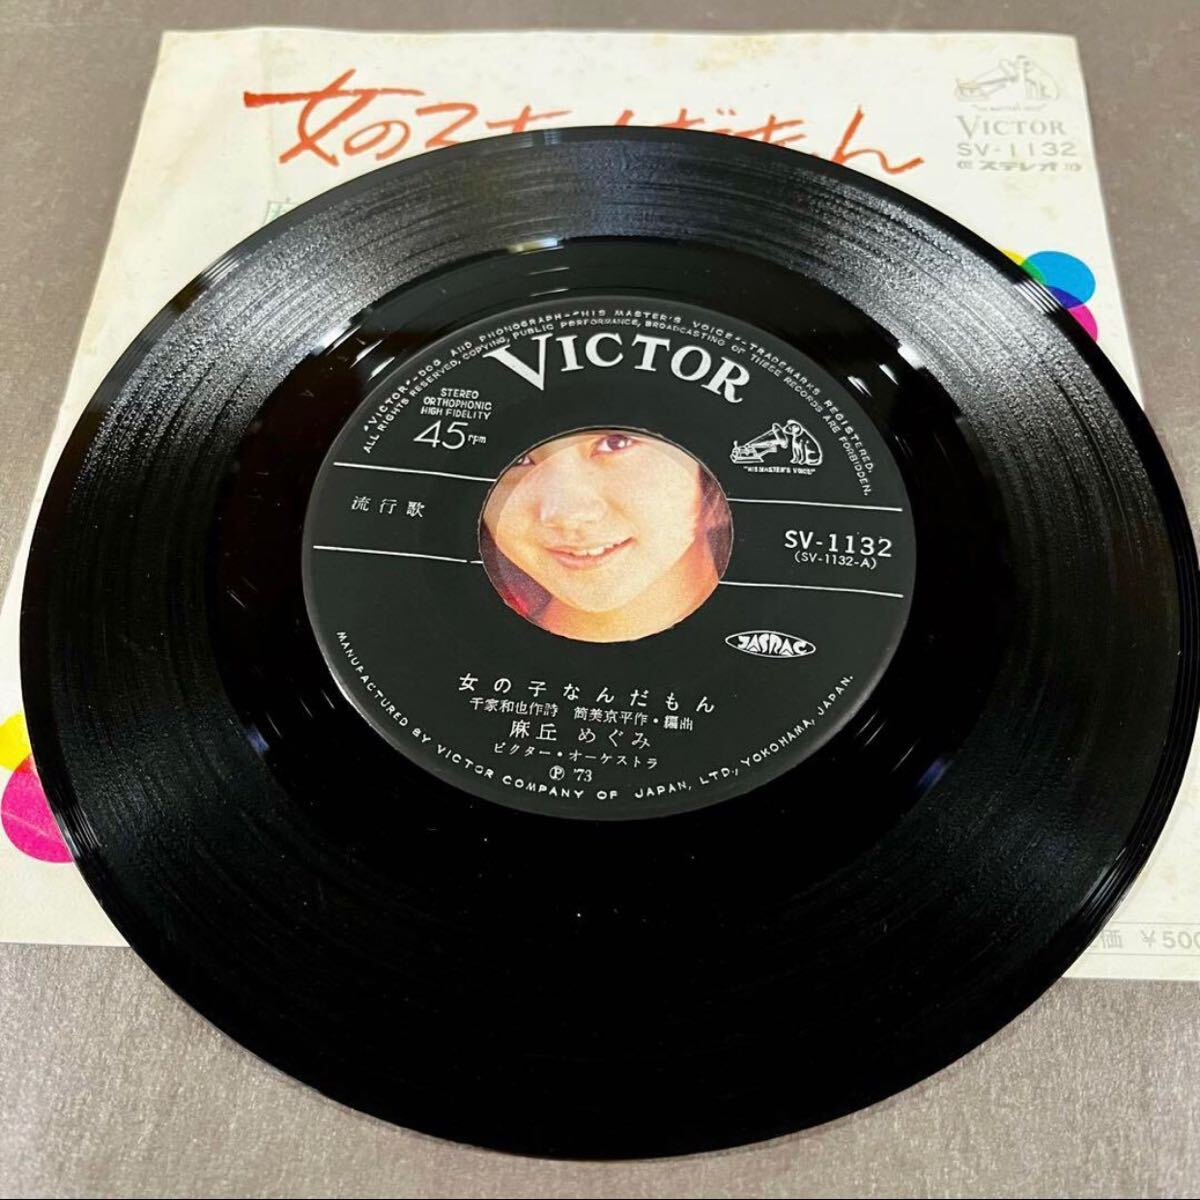 女の子なんだもん
麻
"HIS MASTER'S VOICE"
VICTOR
SV-1132
ステレオ
"VICTOR"-DOG AND PHONOGRAPH-"HIS MASTER'S VOICE"-TRADEMARKS REGISTERED.
ALL RIGHTS RESERVED, COPYING, PUBLIC PERFORMANCE, BROADCASTING OF THESE RECORDS ARE FORBIDDEN.
VICTOR
STEREO
ORTHOPHONIC
HIGH FIDELITY
45rpm
"HIS MASTER'S VOICE"
流行歌
SV-1132
(SV-1132-A)
JASRAC
女の子なんだもん
千家和也作詩 筒美京平作・編曲
麻丘 めぐみ
ビクター・オーケストラ
Ⓟ '73
MANUFACTURED BY VICTOR COMPANY OF JAPAN, LTD., YOKOHAMA, JAPAN.
価 ¥500